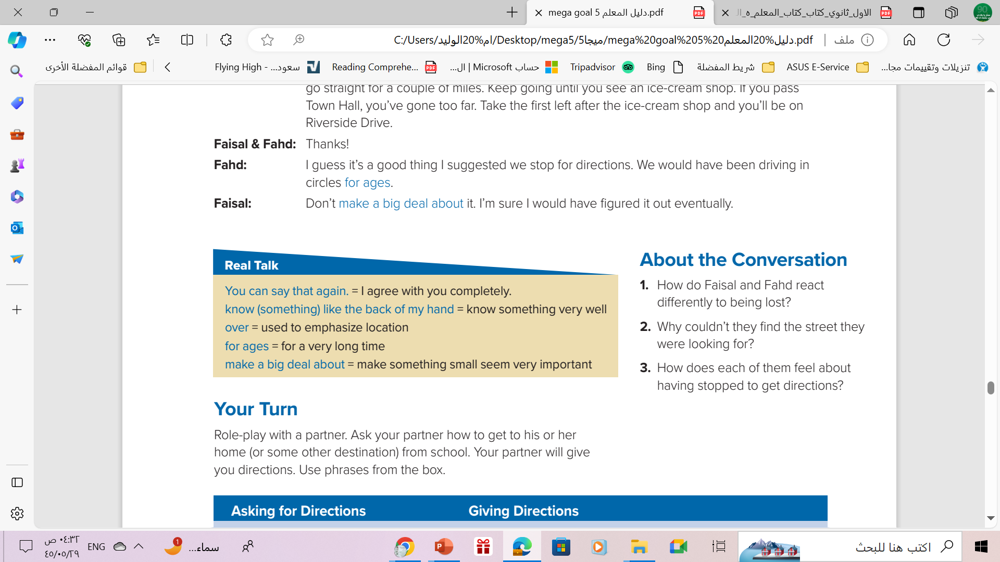 mega goal 5 دليل المعلم.pdf
الاول_ثانوي_كتاب_كتاب_المعلم_ه_ال
C:/Users/ام%20الوليد/Desktop/mega5/ميجا5/mega%20goal%205%20دليل%20المعلم.pdf
ملف
قوائم المفضلة الأخرى
Flying High - سعود...
Reading Comprehe...
حساب Microsoft | ال...
Tripadvisor
Bing
شريط المفضلة
ASUS E-Service
تنزيلات وتقييمات مجا...
go straight for a couple of miles. Keep going until you see an ice-cream shop. If you pass
Town Hall, you’ve gone too far. Take the first left after the ice-cream shop and you’ll be on
Riverside Drive.
Faisal & Fahd: Thanks!
Fahd: I guess it’s a good thing I suggested we stop for directions. We would have been driving in
circles for ages.
Faisal: Don’t make a big deal about it. I’m sure I would have figured it out eventually.
Real Talk
You can say that again. = I agree with you completely.
know (something) like the back of my hand = know something very well
over = used to emphasize location
for ages = for a very long time
make a big deal about = make something small seem very important
About the Conversation
1. How do Faisal and Fahd react
differently to being lost?
2. Why couldn’t they find the street they
were looking for?
3. How does each of them feel about
having stopped to get directions?
Your Turn
Role-play with a partner. Ask your partner how to get to his or her
home (or some other destination) from school. Your partner will give
you directions. Use phrases from the box.
Asking for Directions Giving Directions
٠٤:٣٢ ص
٤٥/٠٥/٢٩
ENG
1
سماء...
اكتب هنا للبحث